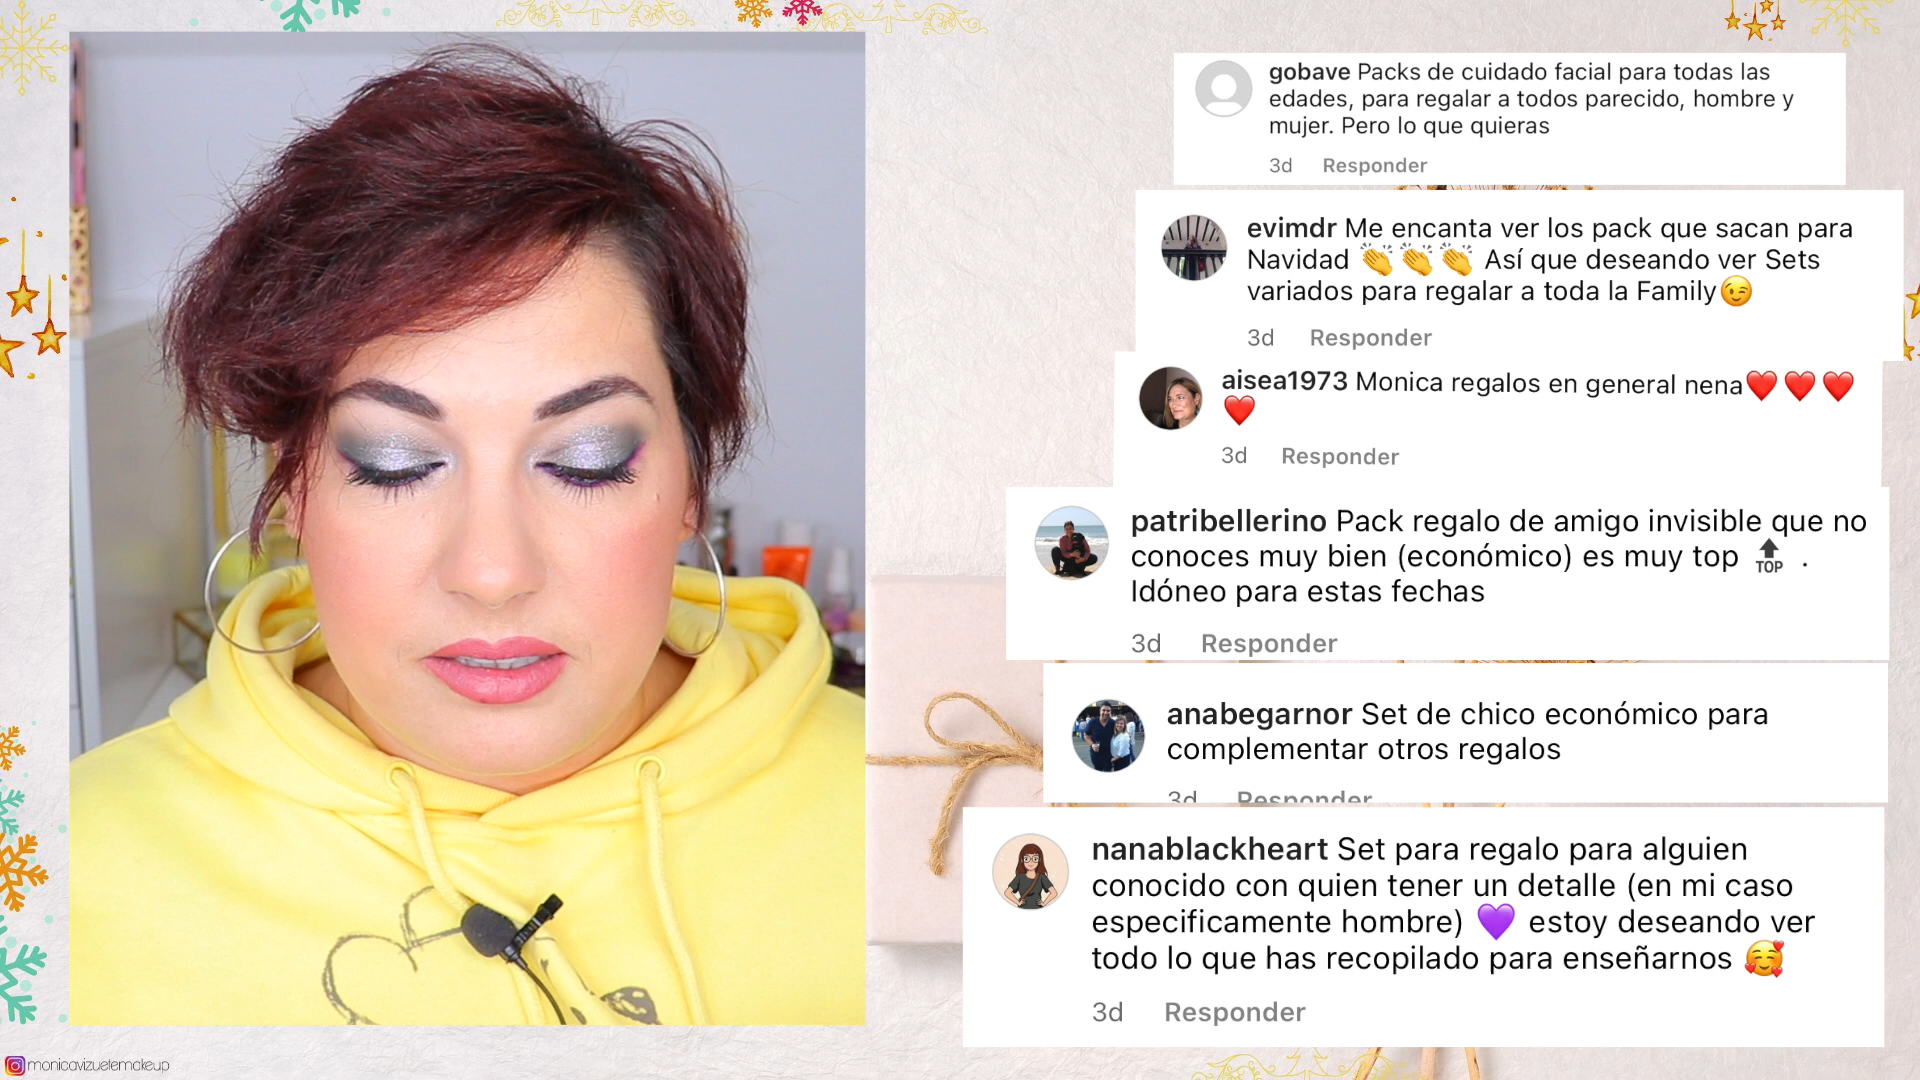 gobave Packs de cuidado facial para todas las
edades, para regalar a todos parecido, hombre y
mujer. Pero lo que quieras
3d Responder
evimdr Me encanta ver los pack que sacan para
Navidad 👏👏👏 Así que deseando ver Sets
variados para regalar a toda la Family😉
3d Responder
aisea1973 Monica regalos en general nena❤️❤️❤️
❤️
3d Responder
patribellerino Pack regalo de amigo invisible que no
conoces muy bien (económico) es muy top 🔝 .
Idóneo para estas fechas
3d Responder
anabegarnor Set de chico económico para
complementar otros regalos
3d Responder
nanablackheart Set para regalo para alguien
conocido con quien tener un detalle (en mi caso
especificamente hombre) 💜 estoy deseando ver
todo lo que has recopilado para enseñarnos 🥰
3d Responder
monicavizuetemakeup